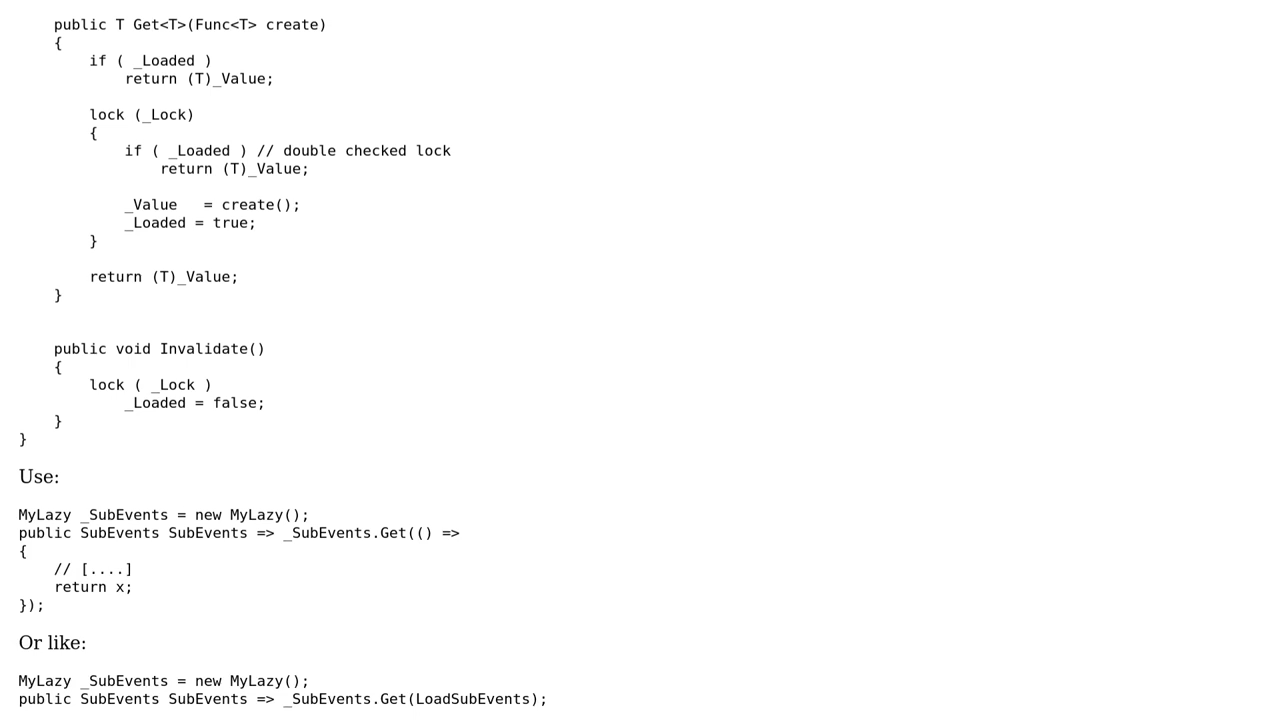 public T Get<T>(Func<T> create)
    {
        if ( _Loaded )
            return (T)_Value;

        lock (_Lock)
        {
            if ( _Loaded ) // double checked lock
                return (T)_Value;

            _Value   = create();
            _Loaded = true;
        }

        return (T)_Value;
    }


    public void Invalidate()
    {
        lock ( _Lock )
            _Loaded = false;
    }
}
Use:
MyLazy _SubEvents = new MyLazy();
public SubEvents SubEvents => _SubEvents.Get(() =>
{
    // [....]
    return x;
});
Or like:
MyLazy _SubEvents = new MyLazy();
public SubEvents SubEvents => _SubEvents.Get(LoadSubEvents);